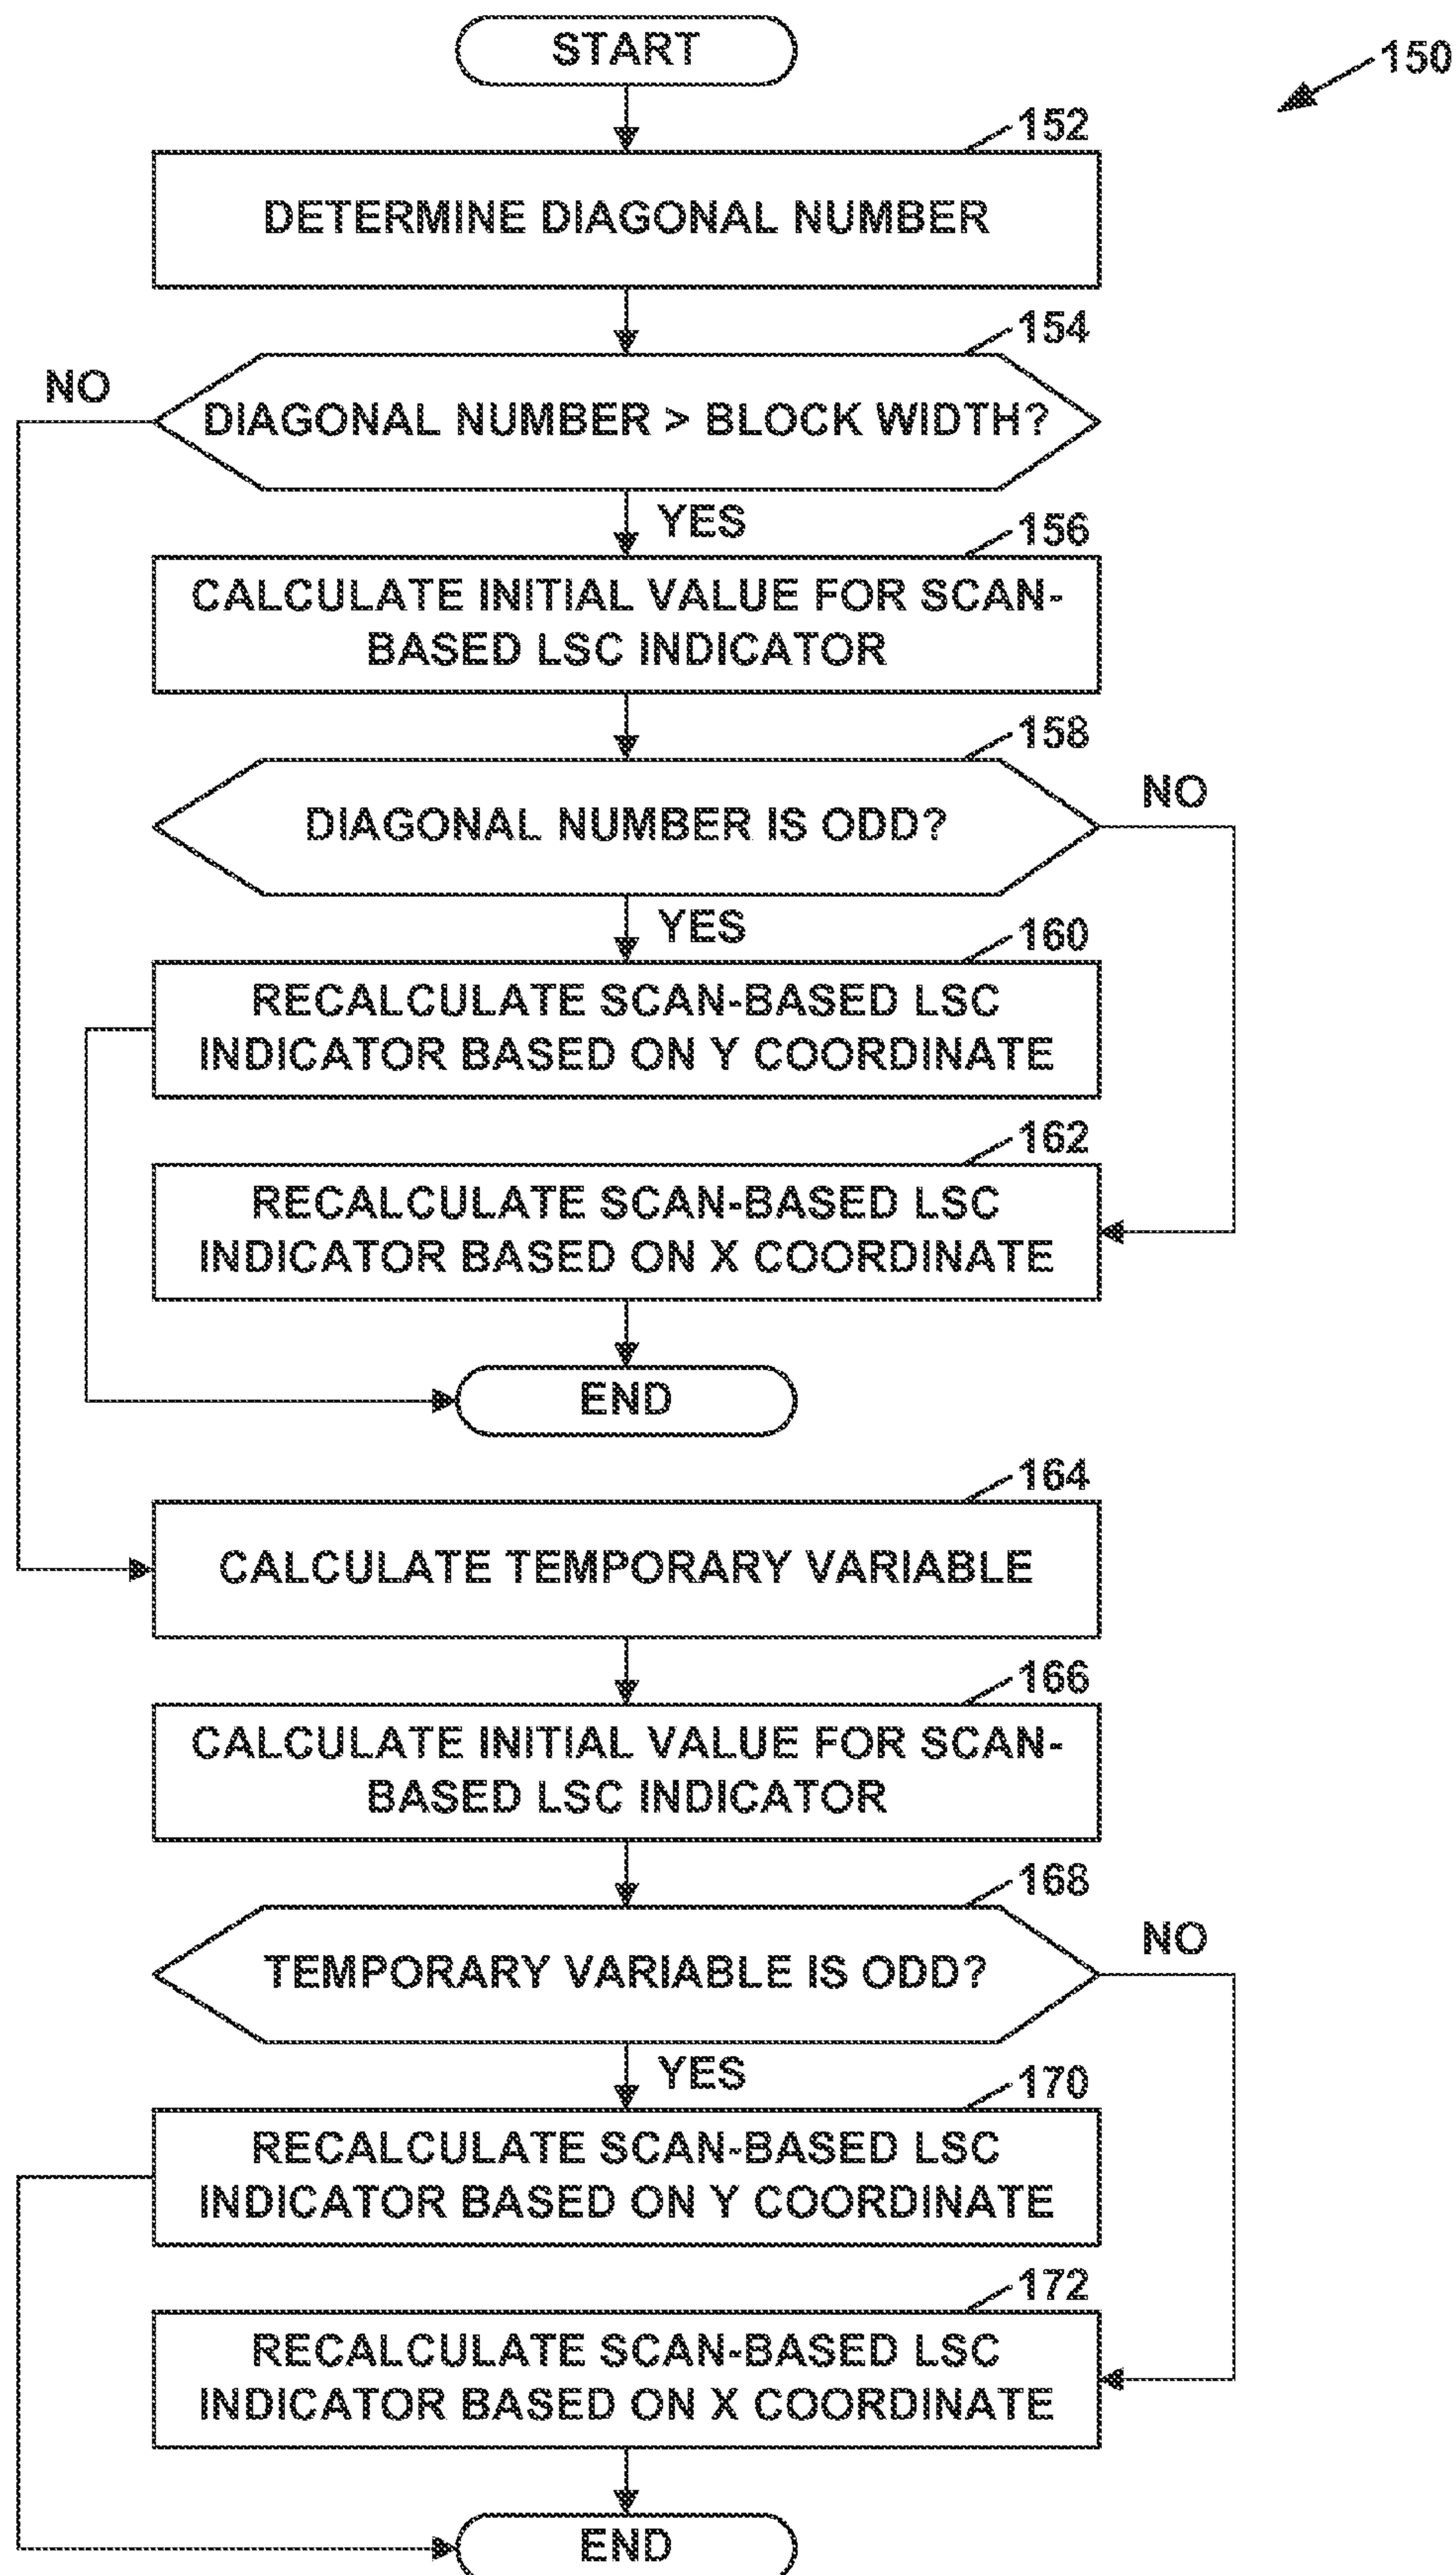 START
150
152
DETERMINE DIAGONAL NUMBER
154
NO
DIAGONAL NUMBER > BLOCK WIDTH?
YES
156
CALCULATE INITIAL VALUE FOR SCAN-
BASED LSC INDICATOR
158
DIAGONAL NUMBER IS ODD?
NO
YES
160
RECALCULATE SCAN-BASED LSC
INDICATOR BASED ON Y COORDINATE
162
RECALCULATE SCAN-BASED LSC
INDICATOR BASED ON X COORDINATE
END
164
CALCULATE TEMPORARY VARIABLE
166
CALCULATE INITIAL VALUE FOR SCAN-
BASED LSC INDICATOR
168
TEMPORARY VARIABLE IS ODD?
NO
YES
170
RECALCULATE SCAN-BASED LSC
INDICATOR BASED ON Y COORDINATE
172
RECALCULATE SCAN-BASED LSC
INDICATOR BASED ON X COORDINATE
END